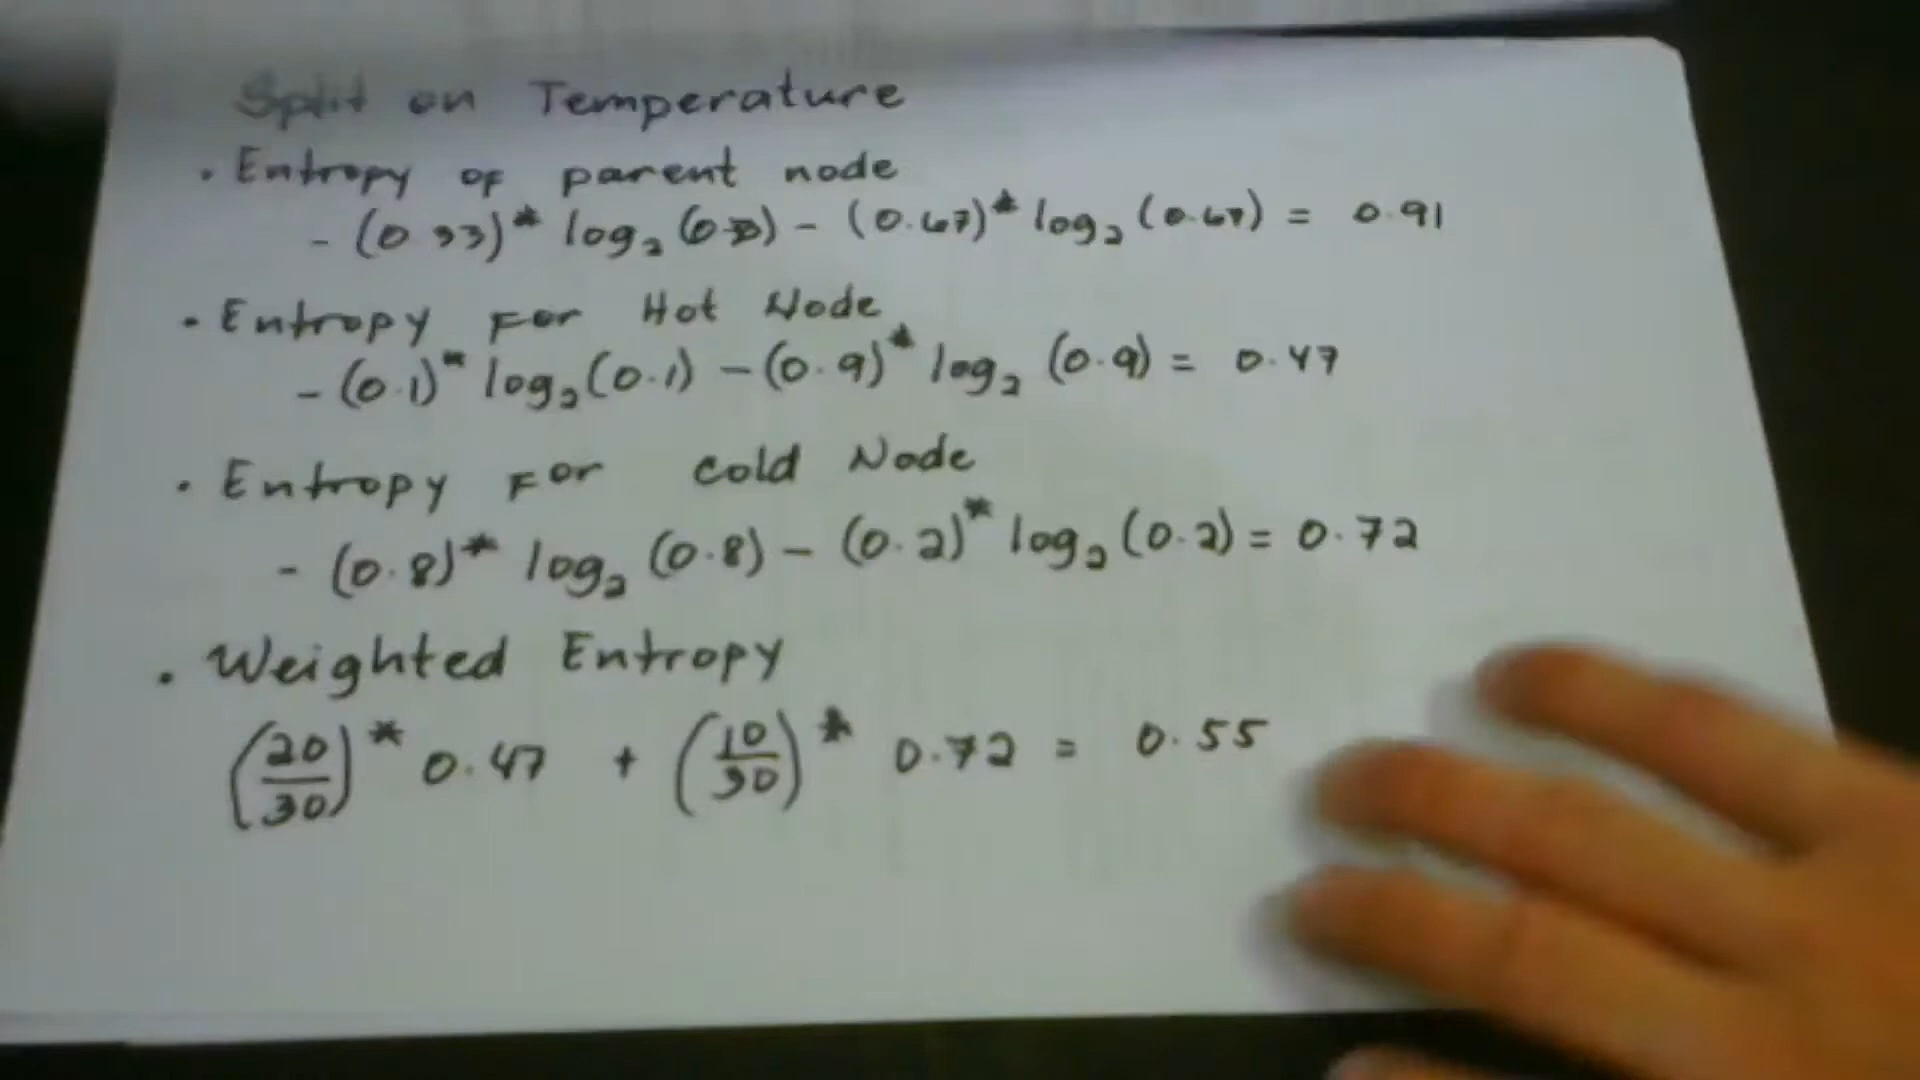 Split on Temperature
· Entropy of parent node
- (0.33)* log₂ (0.33) - (0.67)* log₂ (0.67) = 0.91
· Entropy For Hot Node
- (0.1)* log₂ (0.1) - (0.9)* log₂ (0.9) = 0.47
· Entropy For Cold Node
- (0.8)* log₂ (0.8) - (0.2)* log₂ (0.2) = 0.72
· Weighted Entropy
(20/30)* 0.47 + (10/30)* 0.72 = 0.55